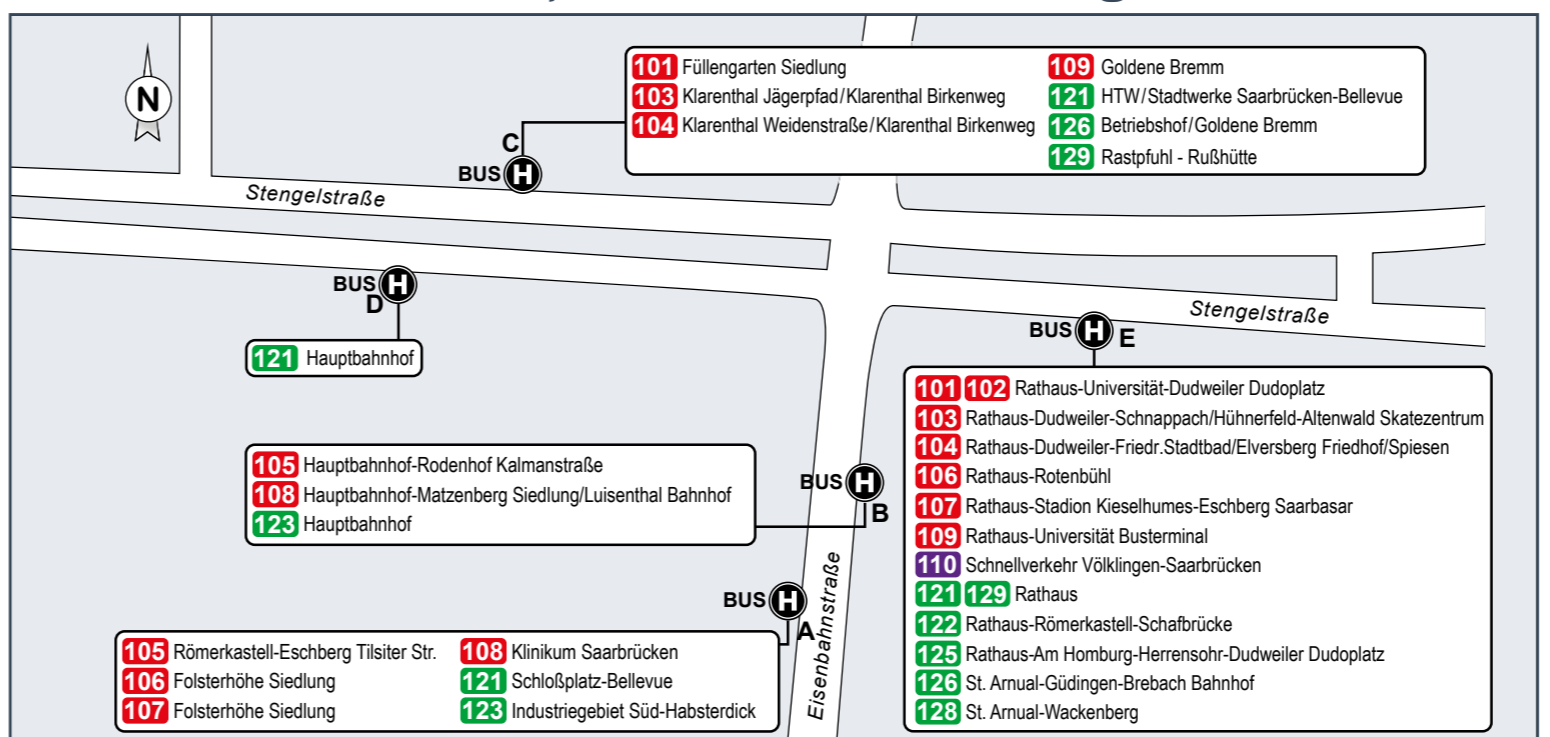 N
101 Füllengarten Siedlung
103 Klarenthal Jägerpfad/Klarenthal Birkenweg
104 Klarenthal Weidenstraße/Klarenthal Birkenweg
109 Goldene Bremm
121 HTW/Stadtwerke Saarbrücken-Bellevue
126 Betriebshof/Goldene Bremm
129 Rastpfuhl - Rußhütte
C
BUS H
Stengelstraße
BUS H
D
121 Hauptbahnhof
Stengelstraße
BUS H E
101 102 Rathaus-Universität-Dudweiler Dudoplatz
103 Rathaus-Dudweiler-Schnappach/Hühnerfeld-Altenwald Skatezentrum
104 Rathaus-Dudweiler-Friedr.Stadtbad/Elversberg Friedhof/Spiesen
106 Rathaus-Rotenbühl
107 Rathaus-Stadion Kieselhumes-Eschberg Saarbasar
109 Rathaus-Universität Busterminal
110 Schnellverkehr Völklingen-Saarbrücken
121 129 Rathaus
122 Rathaus-Römerkastell-Schafbrücke
125 Rathaus-Am Homburg-Herrensohr-Dudweiler Dudoplatz
126 St. Arnual-Güdingen-Brebach Bahnhof
128 St. Arnual-Wackenberg
105 Hauptbahnhof-Rodenhof Kalmanstraße
108 Hauptbahnhof-Matzenberg Siedlung/Luisenthal Bahnhof
123 Hauptbahnhof
BUS H
B
Eisenbahnstraße
BUS H
A
105 Römerkastell-Eschberg Tilsiter Str.
106 Folsterhöhe Siedlung
107 Folsterhöhe Siedlung
108 Klinikum Saarbrücken
121 Schloßplatz-Bellevue
123 Industriegebiet Süd-Habsterdick